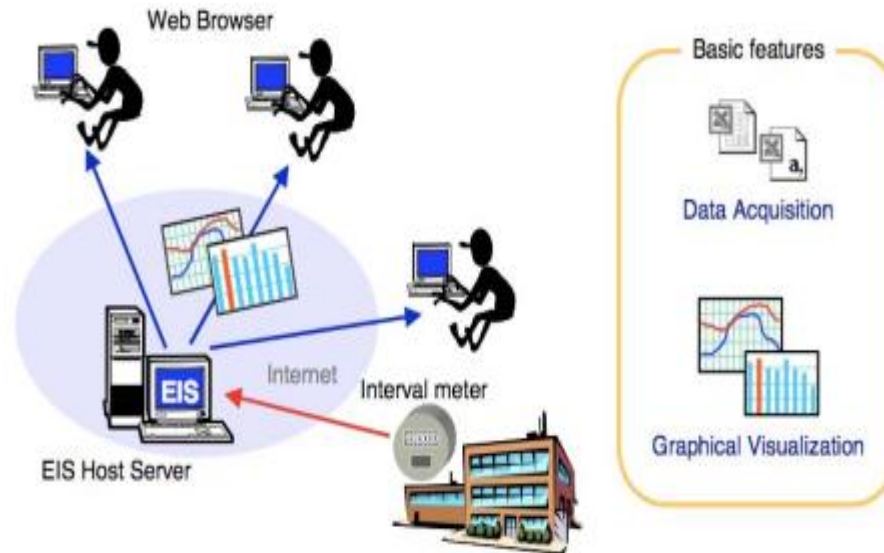 Web Browser
Basic features
a,
Data Acquisition
Internet
Interval meter
EIS
EIS Host Server
Graphical Visualization